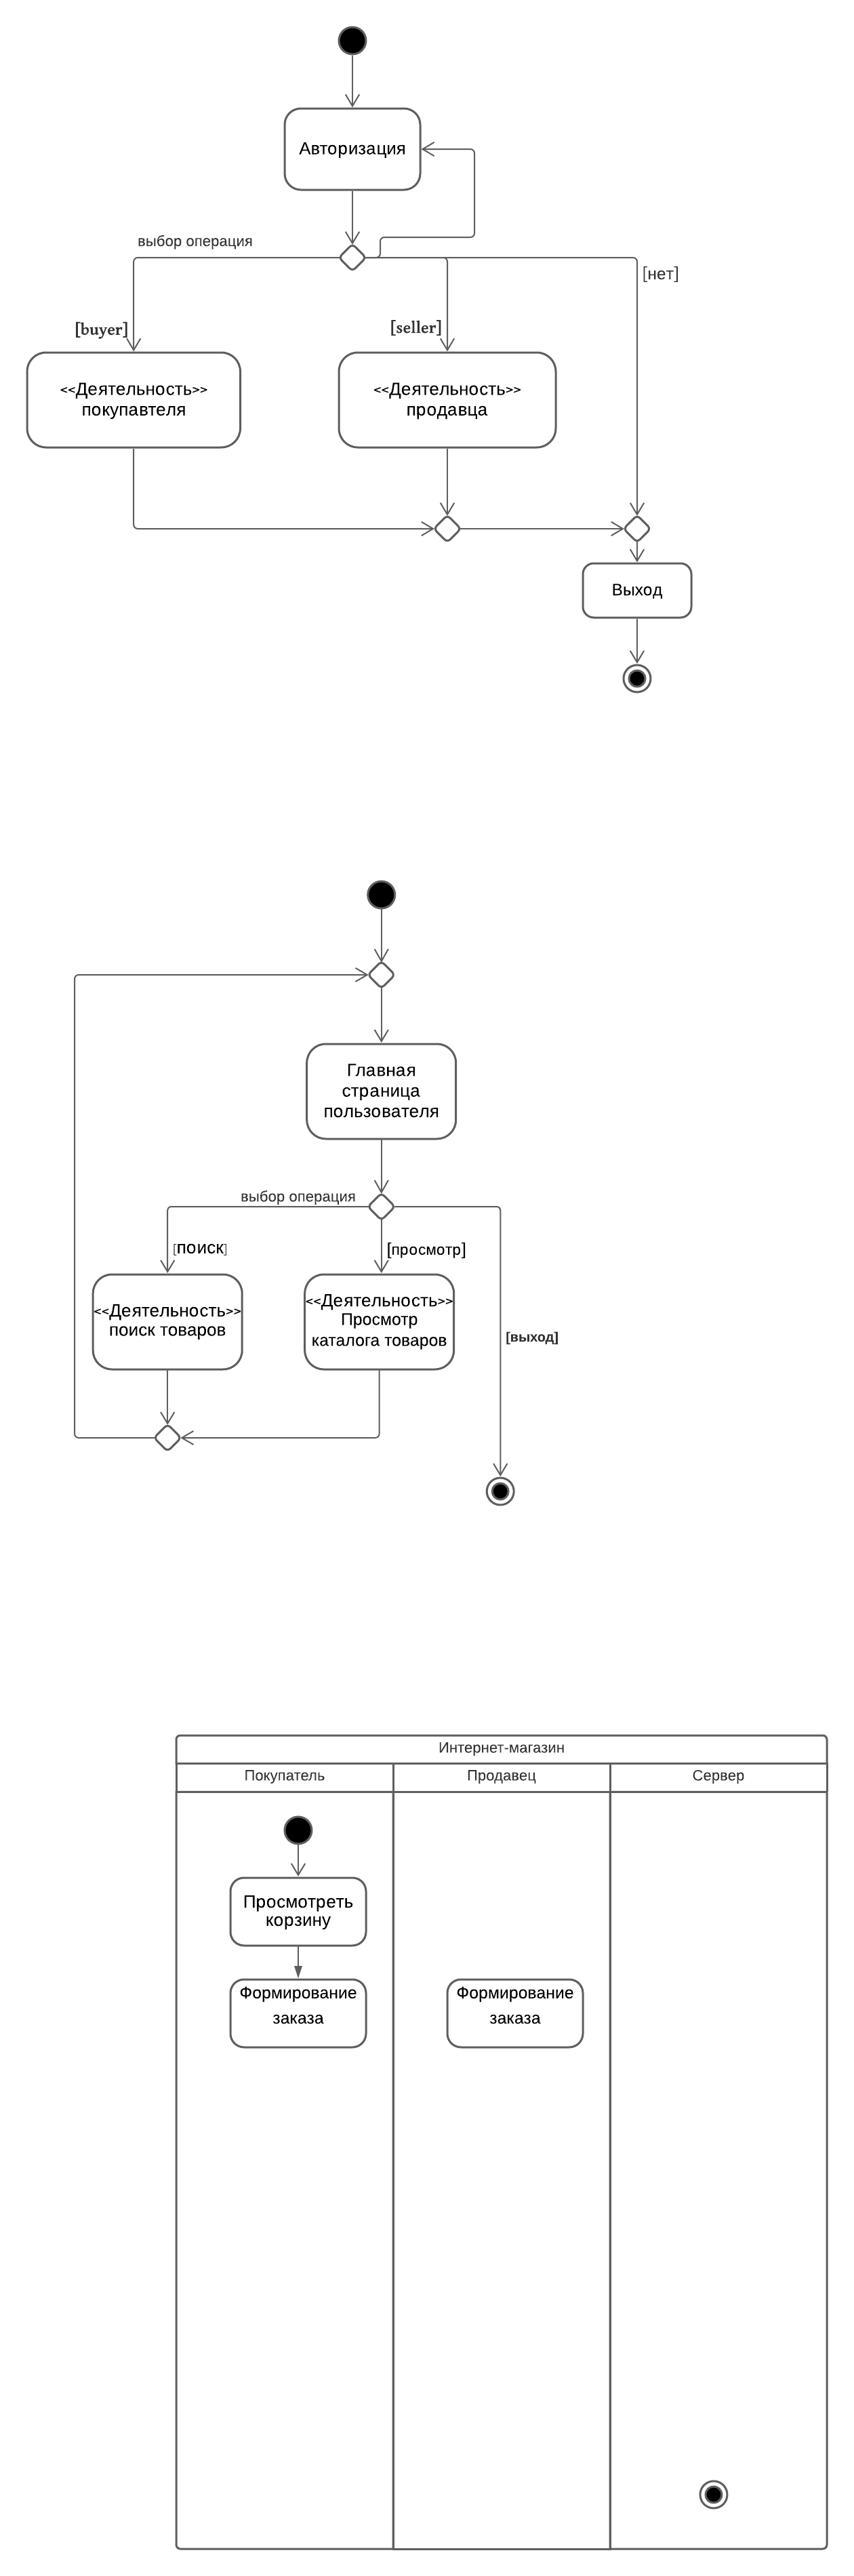 Авторизация
выбор операция
[нет]
[buyer]
[seller]
<<Деятельность>>
покупавтеля
<<Деятельность>>
продавца
Выход
Главная
страница
пользователя
выбор операция
[поиск]
[просмотр]
<<Деятельность>>
поиск товаров
<<Деятельность>>
Просмотр
каталога товаров
[выход]
Интернет-магазин
Покупатель
Продавец
Сервер
Просмотреть
корзину
Формирование
заказа
Формирование
заказа